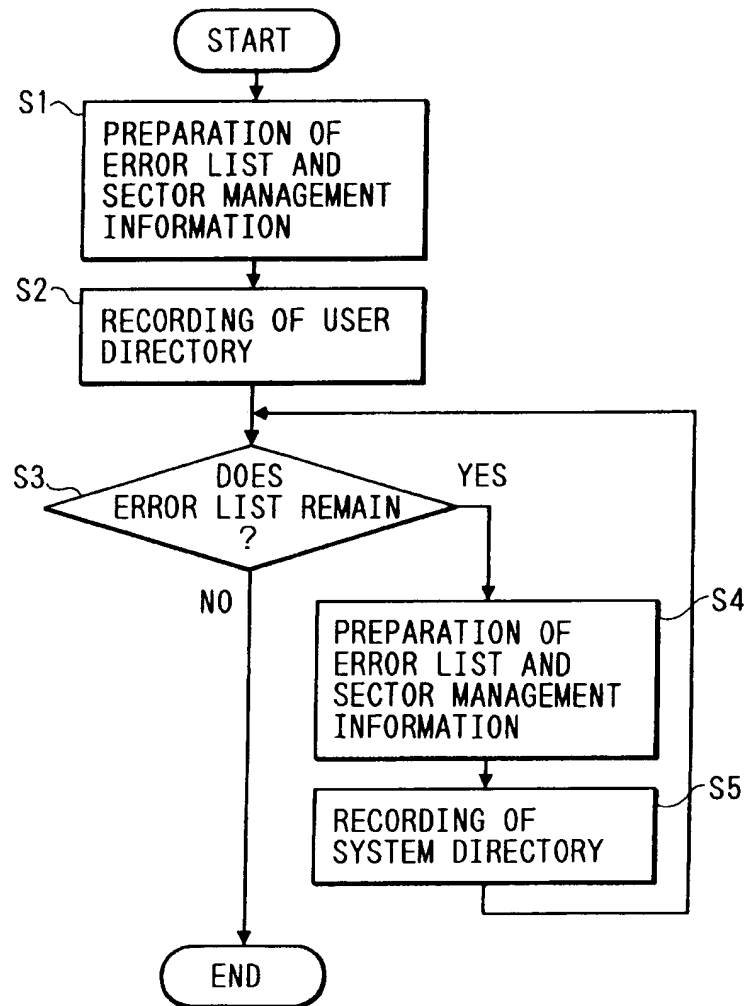 START
S1
PREPARATION OF
ERROR LIST AND
SECTOR MANAGEMENT
INFORMATION
S2
RECORDING OF USER
DIRECTORY
S3
DOES
ERROR LIST REMAIN
?
YES
NO
S4
PREPARATION OF
ERROR LIST AND
SECTOR MANAGEMENT
INFORMATION
S5
RECORDING OF
SYSTEM DIRECTORY
END